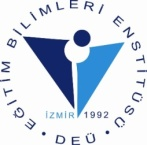 EĞİTİM BİLİMLERİ ENSTİTÜSÜ
İZMİR 1992
• DEÜ •